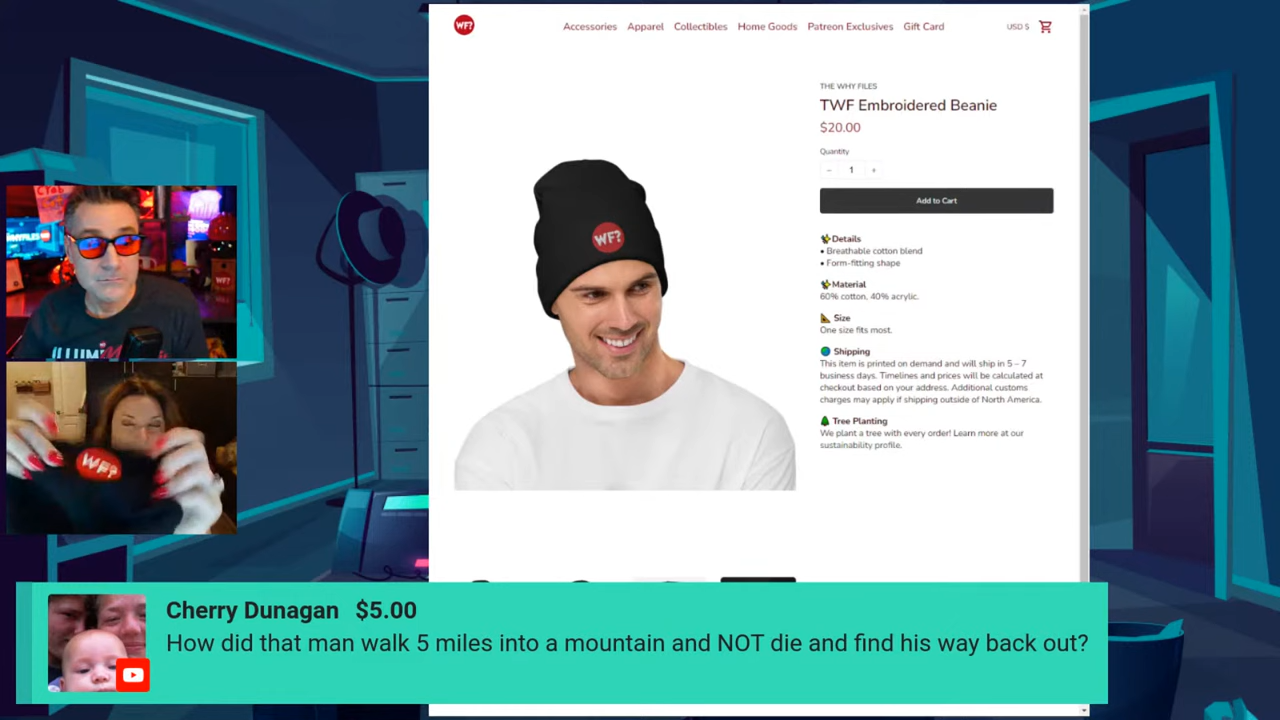 WF?
Accessories Apparel Collectibles Home Goods Patreon Exclusives Gift Card
USD $
THE WHY FILES
TWF Embroidered Beanie
$20.00
Quantity
− 1 +
Add to Cart
Details
• Breathable cotton blend
• Form-fitting shape
Material
60% cotton, 40% acrylic.
Size
One size fits most.
Shipping
This item is printed on demand and will ship in 5 – 7
business days. Timelines and prices will be calculated at
checkout based on your address. Additional customs
charges may apply if shipping outside of North America.
Tree Planting
We plant a tree with every order! Learn more at our
sustainability profile.
WF?
WF?
Cherry Dunagan $5.00
How did that man walk 5 miles into a mountain and NOT die and find his way back out?